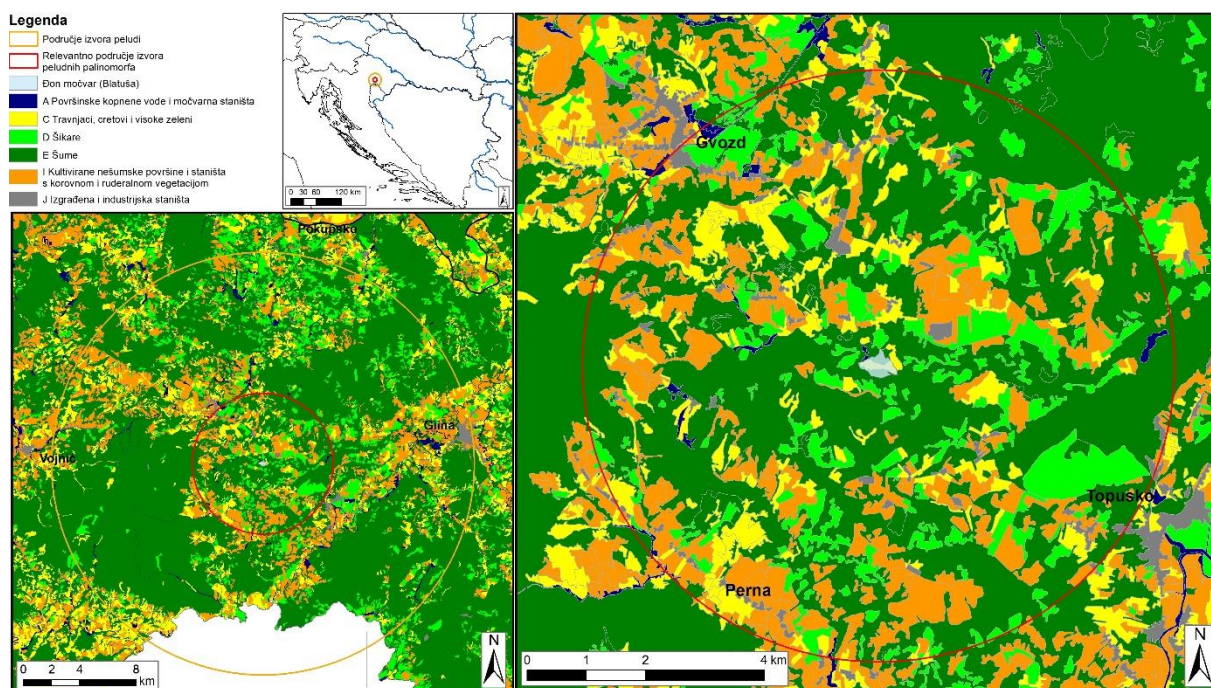 Legenda
Područje izvora peludi
Relevantno područje izvora
peludnih palinomorfa
Đon močvar (Blatuša)
A Površinske kopnene vode i močvarna staništa
C Travnjaci, cretovi i visoke zeleni
D Šikare
E Šume
I Kultivirane nešumske površine i staništa
s korovnom i ruderalnom vegetacijom
J Izgrađena i industrijska staništa
0 30 60 120 km
N
Pokupsko
Glina
Vojnić
0 2 4 8
km
N
Gvozd
Topusko
Perna
0 1 2 4 km
N